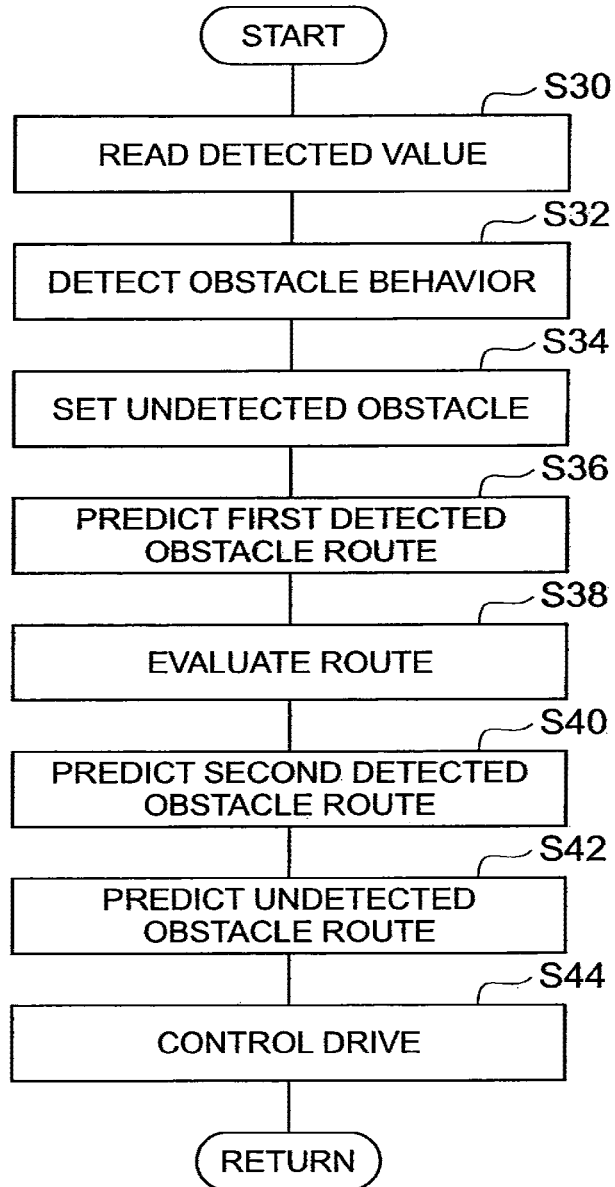 START
S30
READ DETECTED VALUE
S32
DETECT OBSTACLE BEHAVIOR
S34
SET UNDETECTED OBSTACLE
S36
PREDICT FIRST DETECTED
OBSTACLE ROUTE
S38
EVALUATE ROUTE
S40
PREDICT SECOND DETECTED
OBSTACLE ROUTE
S42
PREDICT UNDETECTED
OBSTACLE ROUTE
S44
CONTROL DRIVE
RETURN